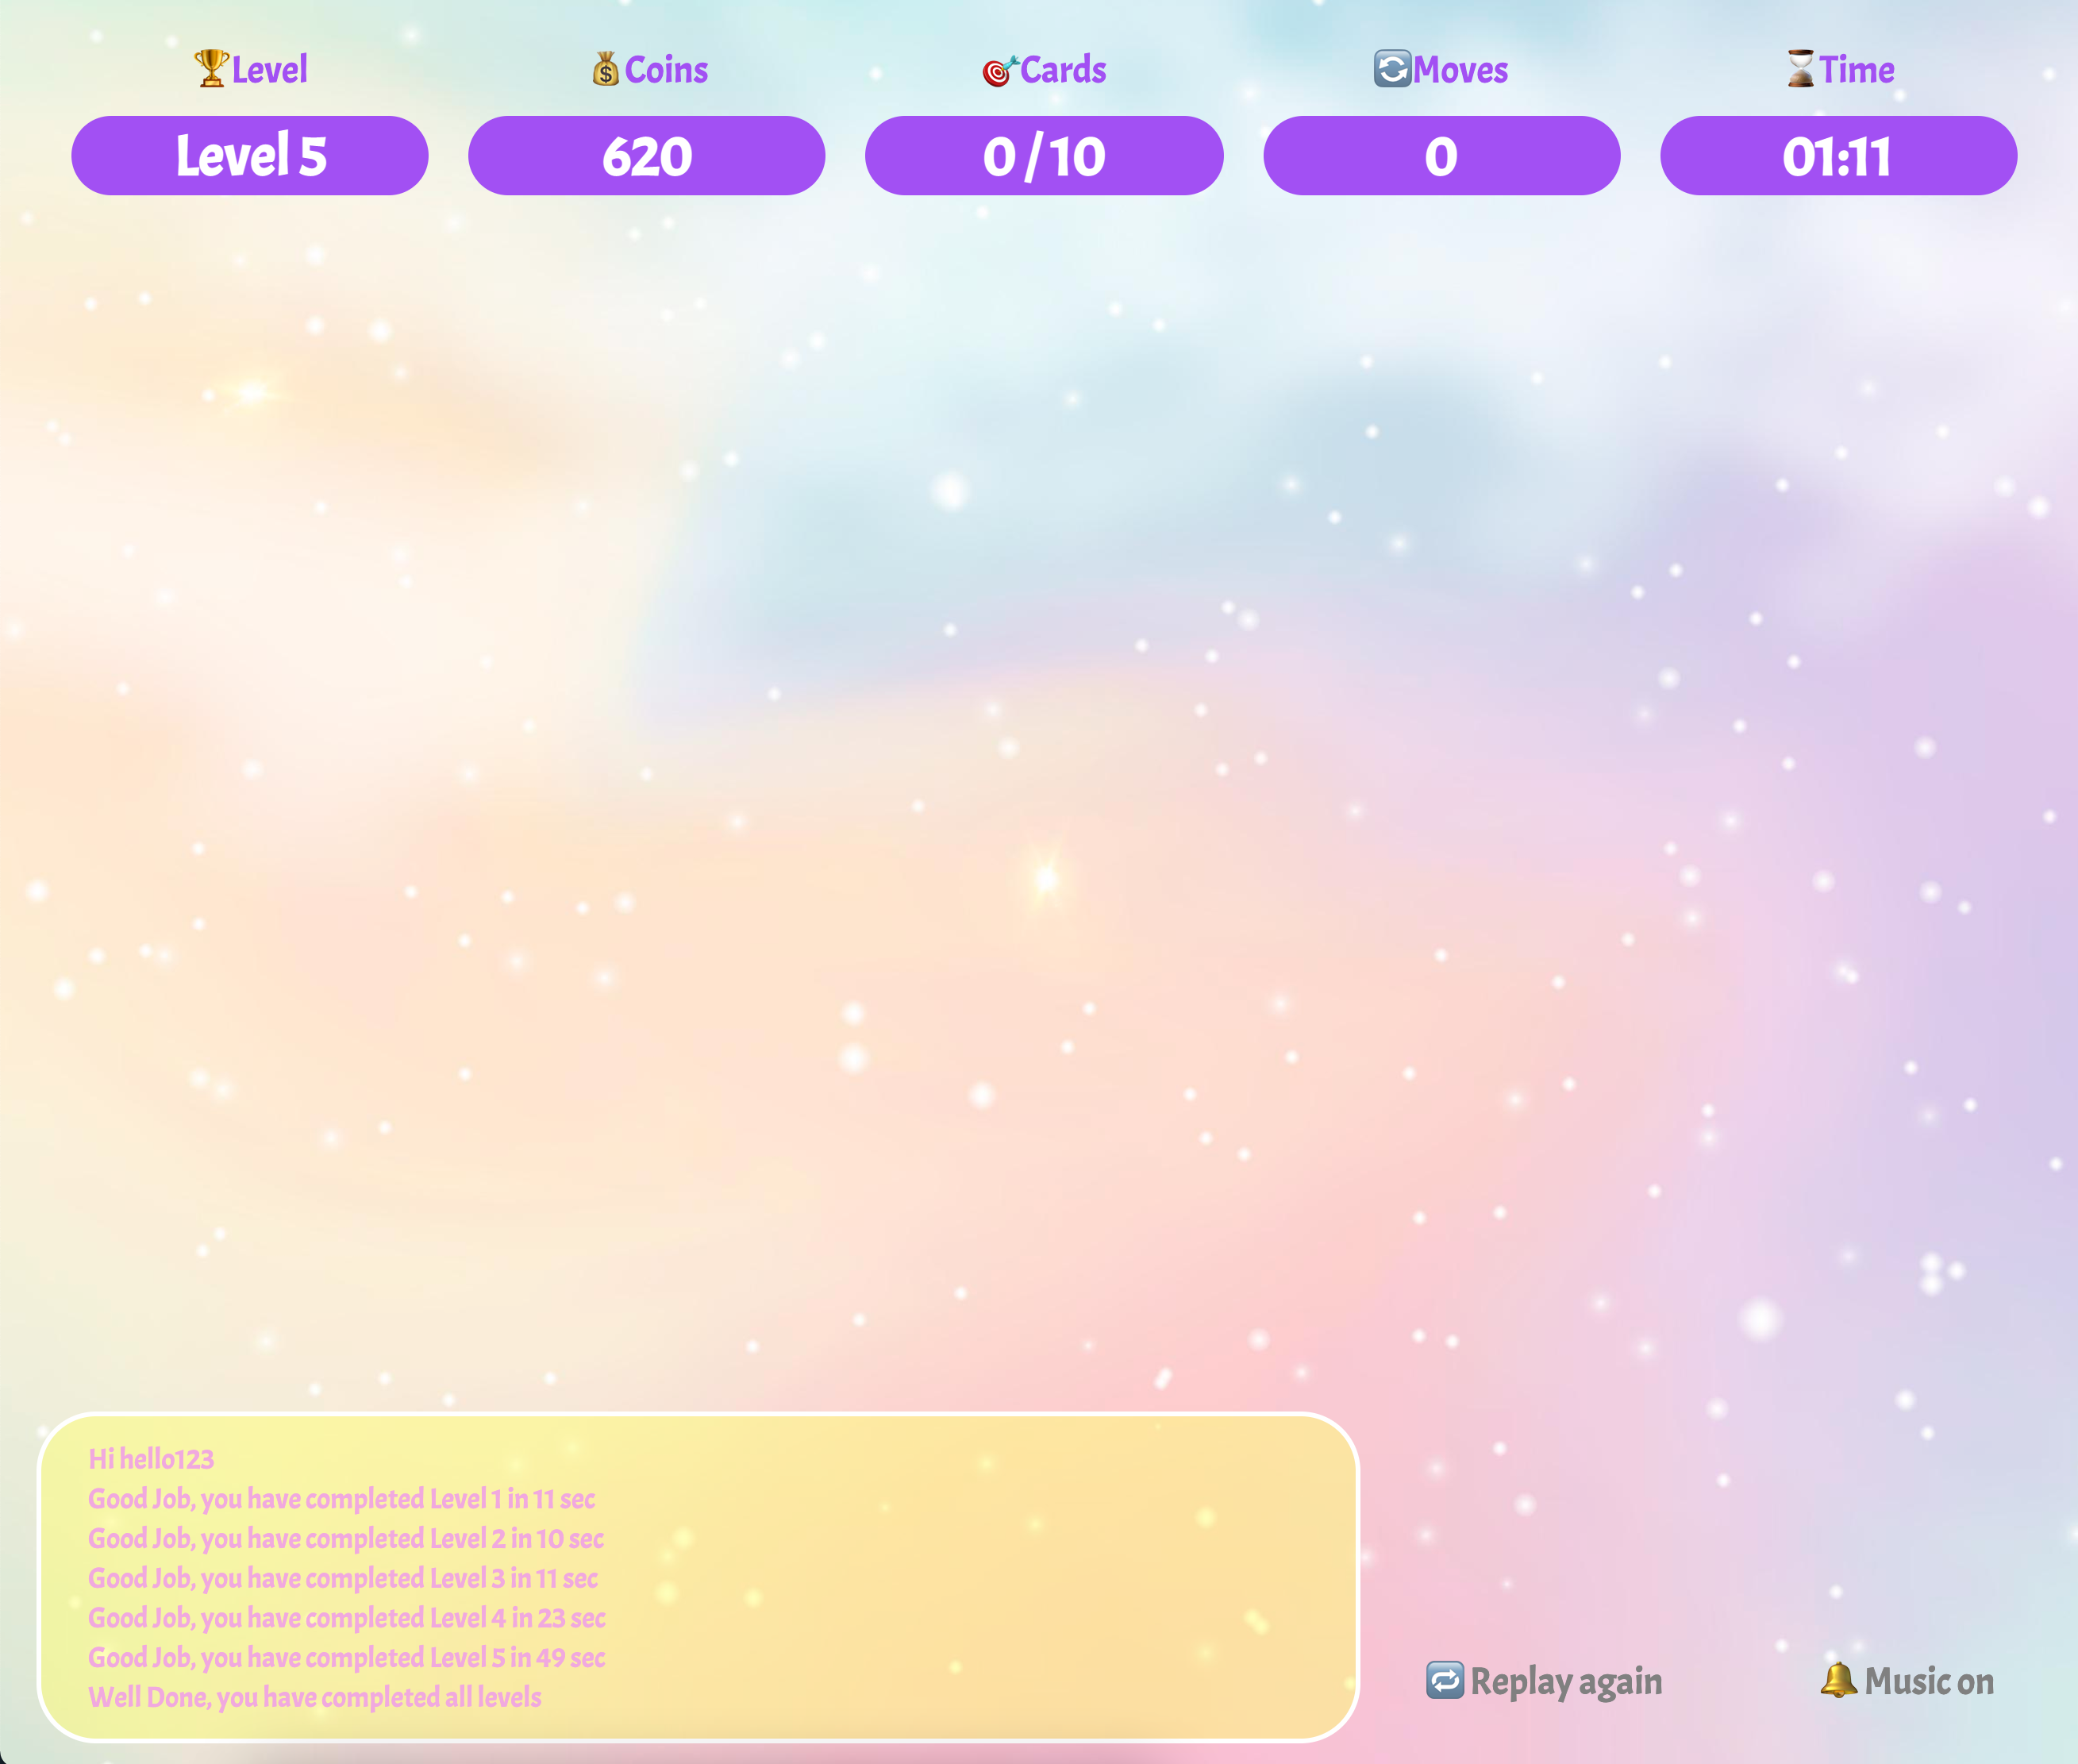 Level
Coins
Cards
Moves
Time
Level 5
620
0 / 10
0
01:11
Hi hello123
Good Job, you have completed Level 1 in 11 sec
Good Job, you have completed Level 2 in 10 sec
Good Job, you have completed Level 3 in 11 sec
Good Job, you have completed Level 4 in 23 sec
Good Job, you have completed Level 5 in 49 sec
Well Done, you have completed all levels
Replay again
Music on